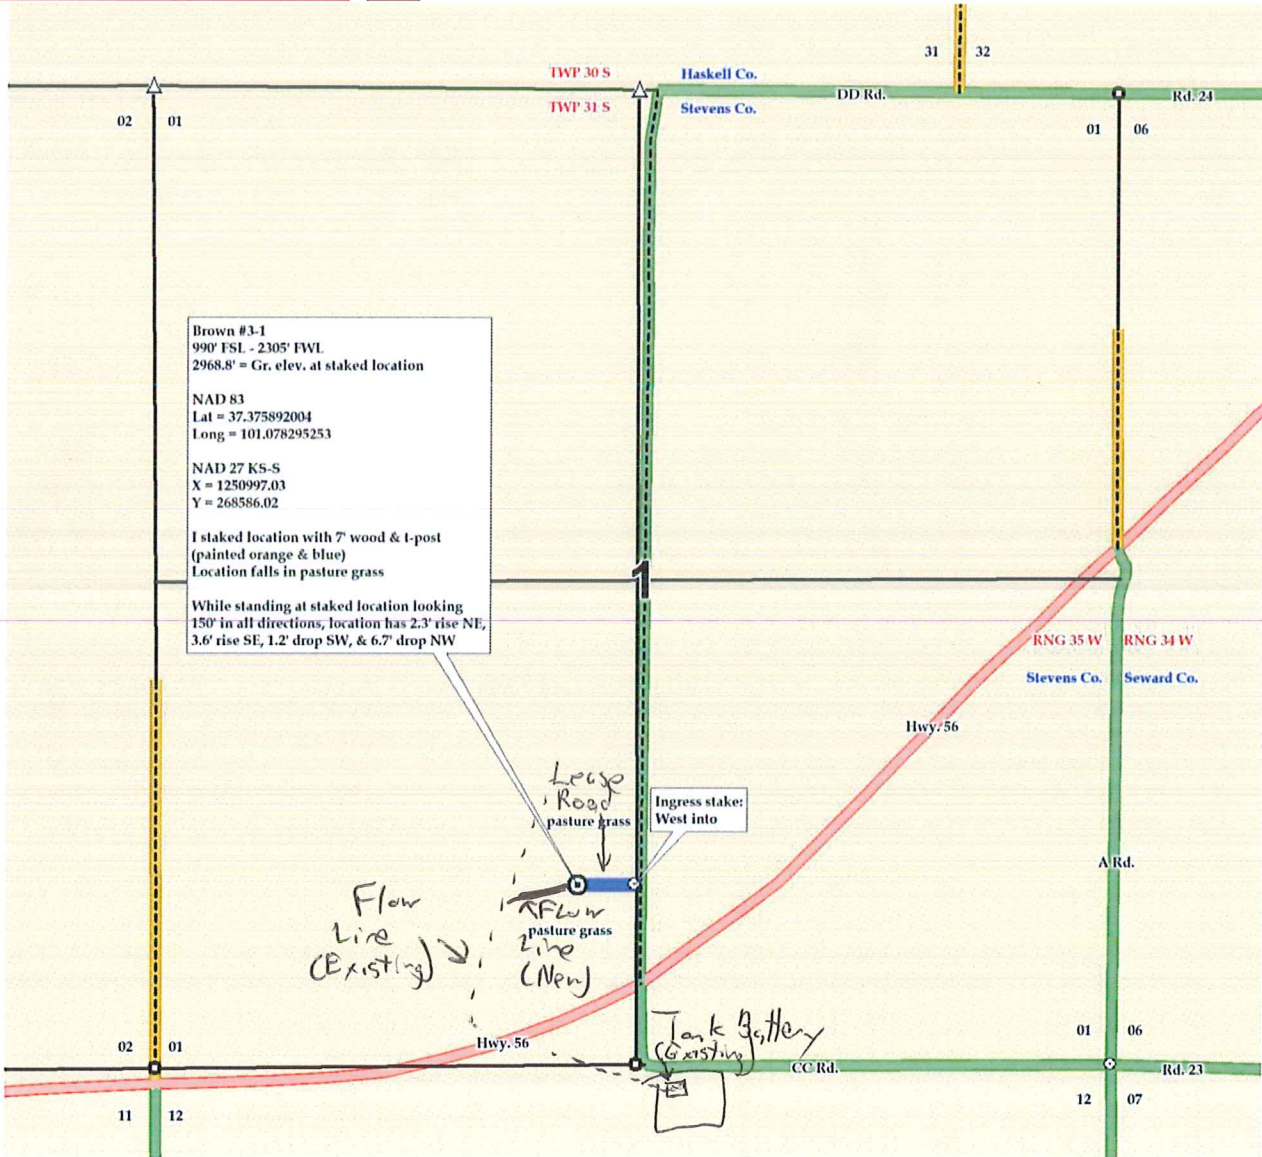 31 32
TWP 30 S Haskell Co.
TWP 31 S Stevens Co.
DD Rd.
Rd. 24
02 01
01 06
Brown #3-1
990' FSL - 2305' FWL
2968.8' = Gr. elev. at staked location
NAD 83
Lat = 37.375892004
Long = 101.078295253
NAD 27 KS-S
X = 1250997.03
Y = 268586.02
I staked location with 7' wood & t-post
(painted orange & blue)
Location falls in pasture grass
While standing at staked location looking
150' in all directions, location has 2.3' rise NE,
3.6' rise SE, 1.2' drop SW, & 6.7' drop NW
1
RNG 35 W RNG 34 W
Stevens Co. Seward Co.
Hwy. 56
Lease
Road
pasture grass
Ingress stake:
West into
A Rd.
Flow
Line
(Existing)
Flow
pasture grass
Line
(New)
Hwy. 56
Tank Battery
(Existing)
CC Rd.
02 01
01 06
Rd. 23
11 12
12 07